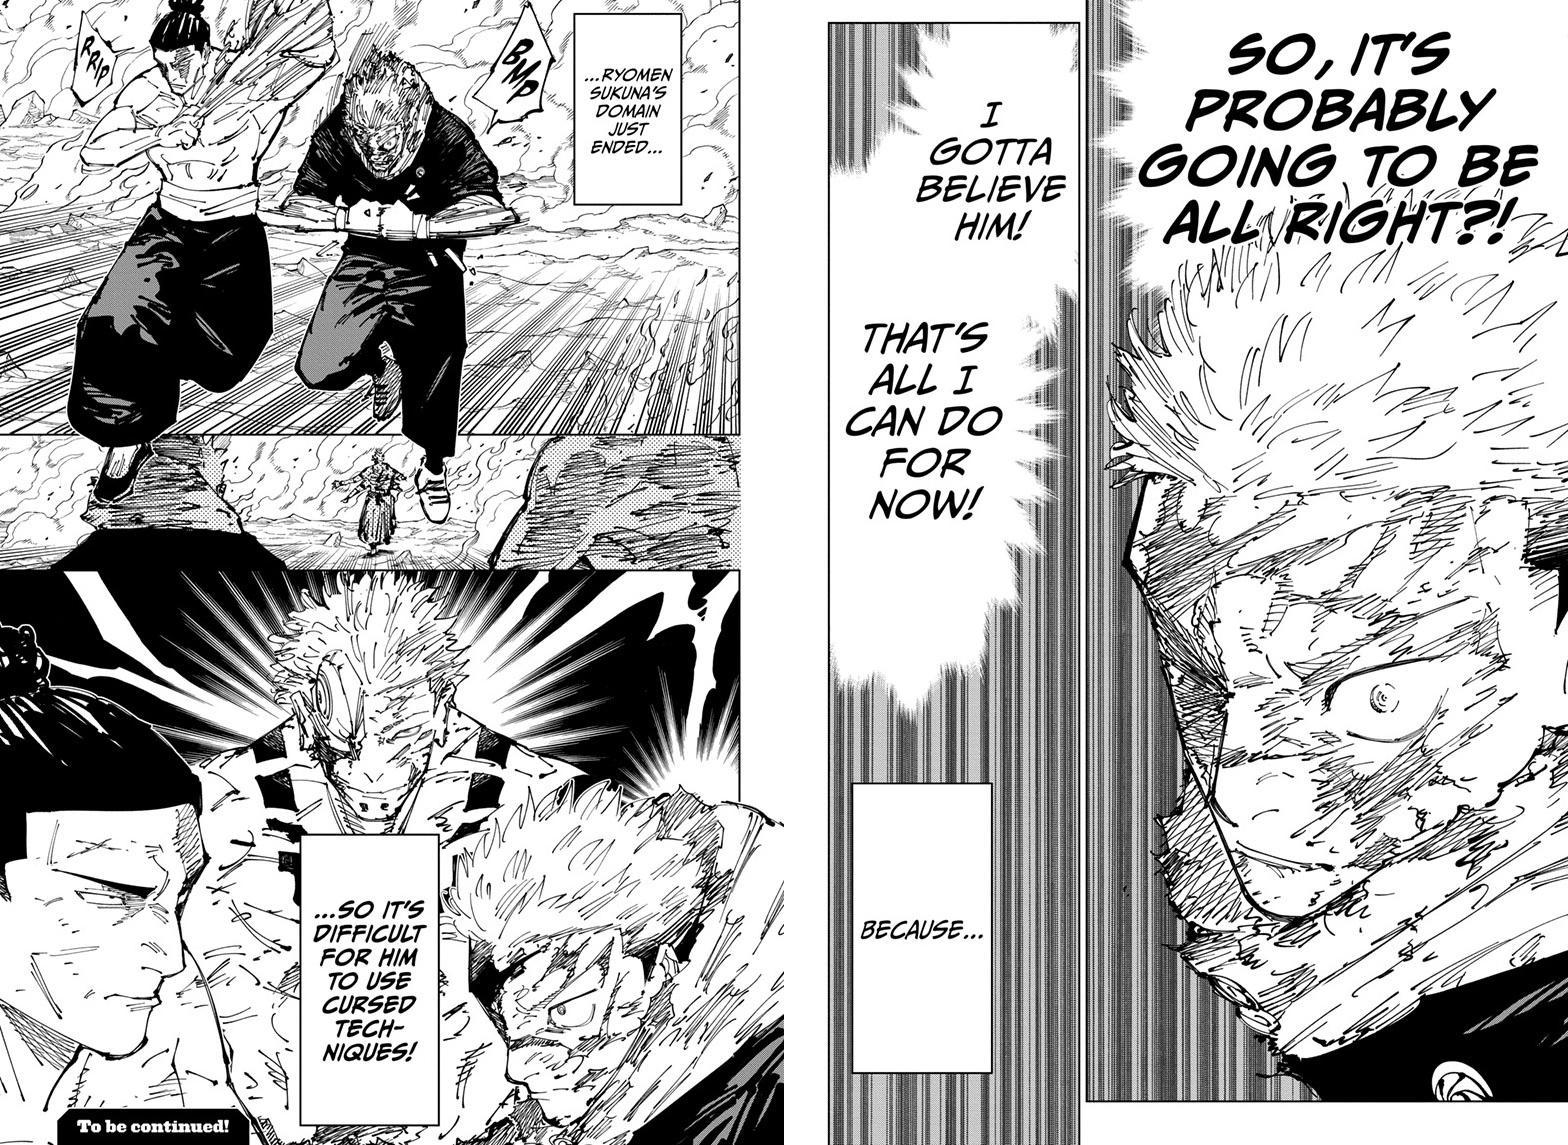 SO, IT'S
PROBABLY
GOING TO BE
ALL RIGHT?!
I
GOTTA
BELIEVE
HIM!
THAT'S
ALL I
CAN DO
FOR
NOW!
BECAUSE...
...RYOMEN
SUKUNA'S
DOMAIN
JUST
ENDED...
BMP
RRIP
...SO IT'S
DIFFICULT
FOR HIM
TO USE
CURSED
TECH-
NIQUES!
To be continued!